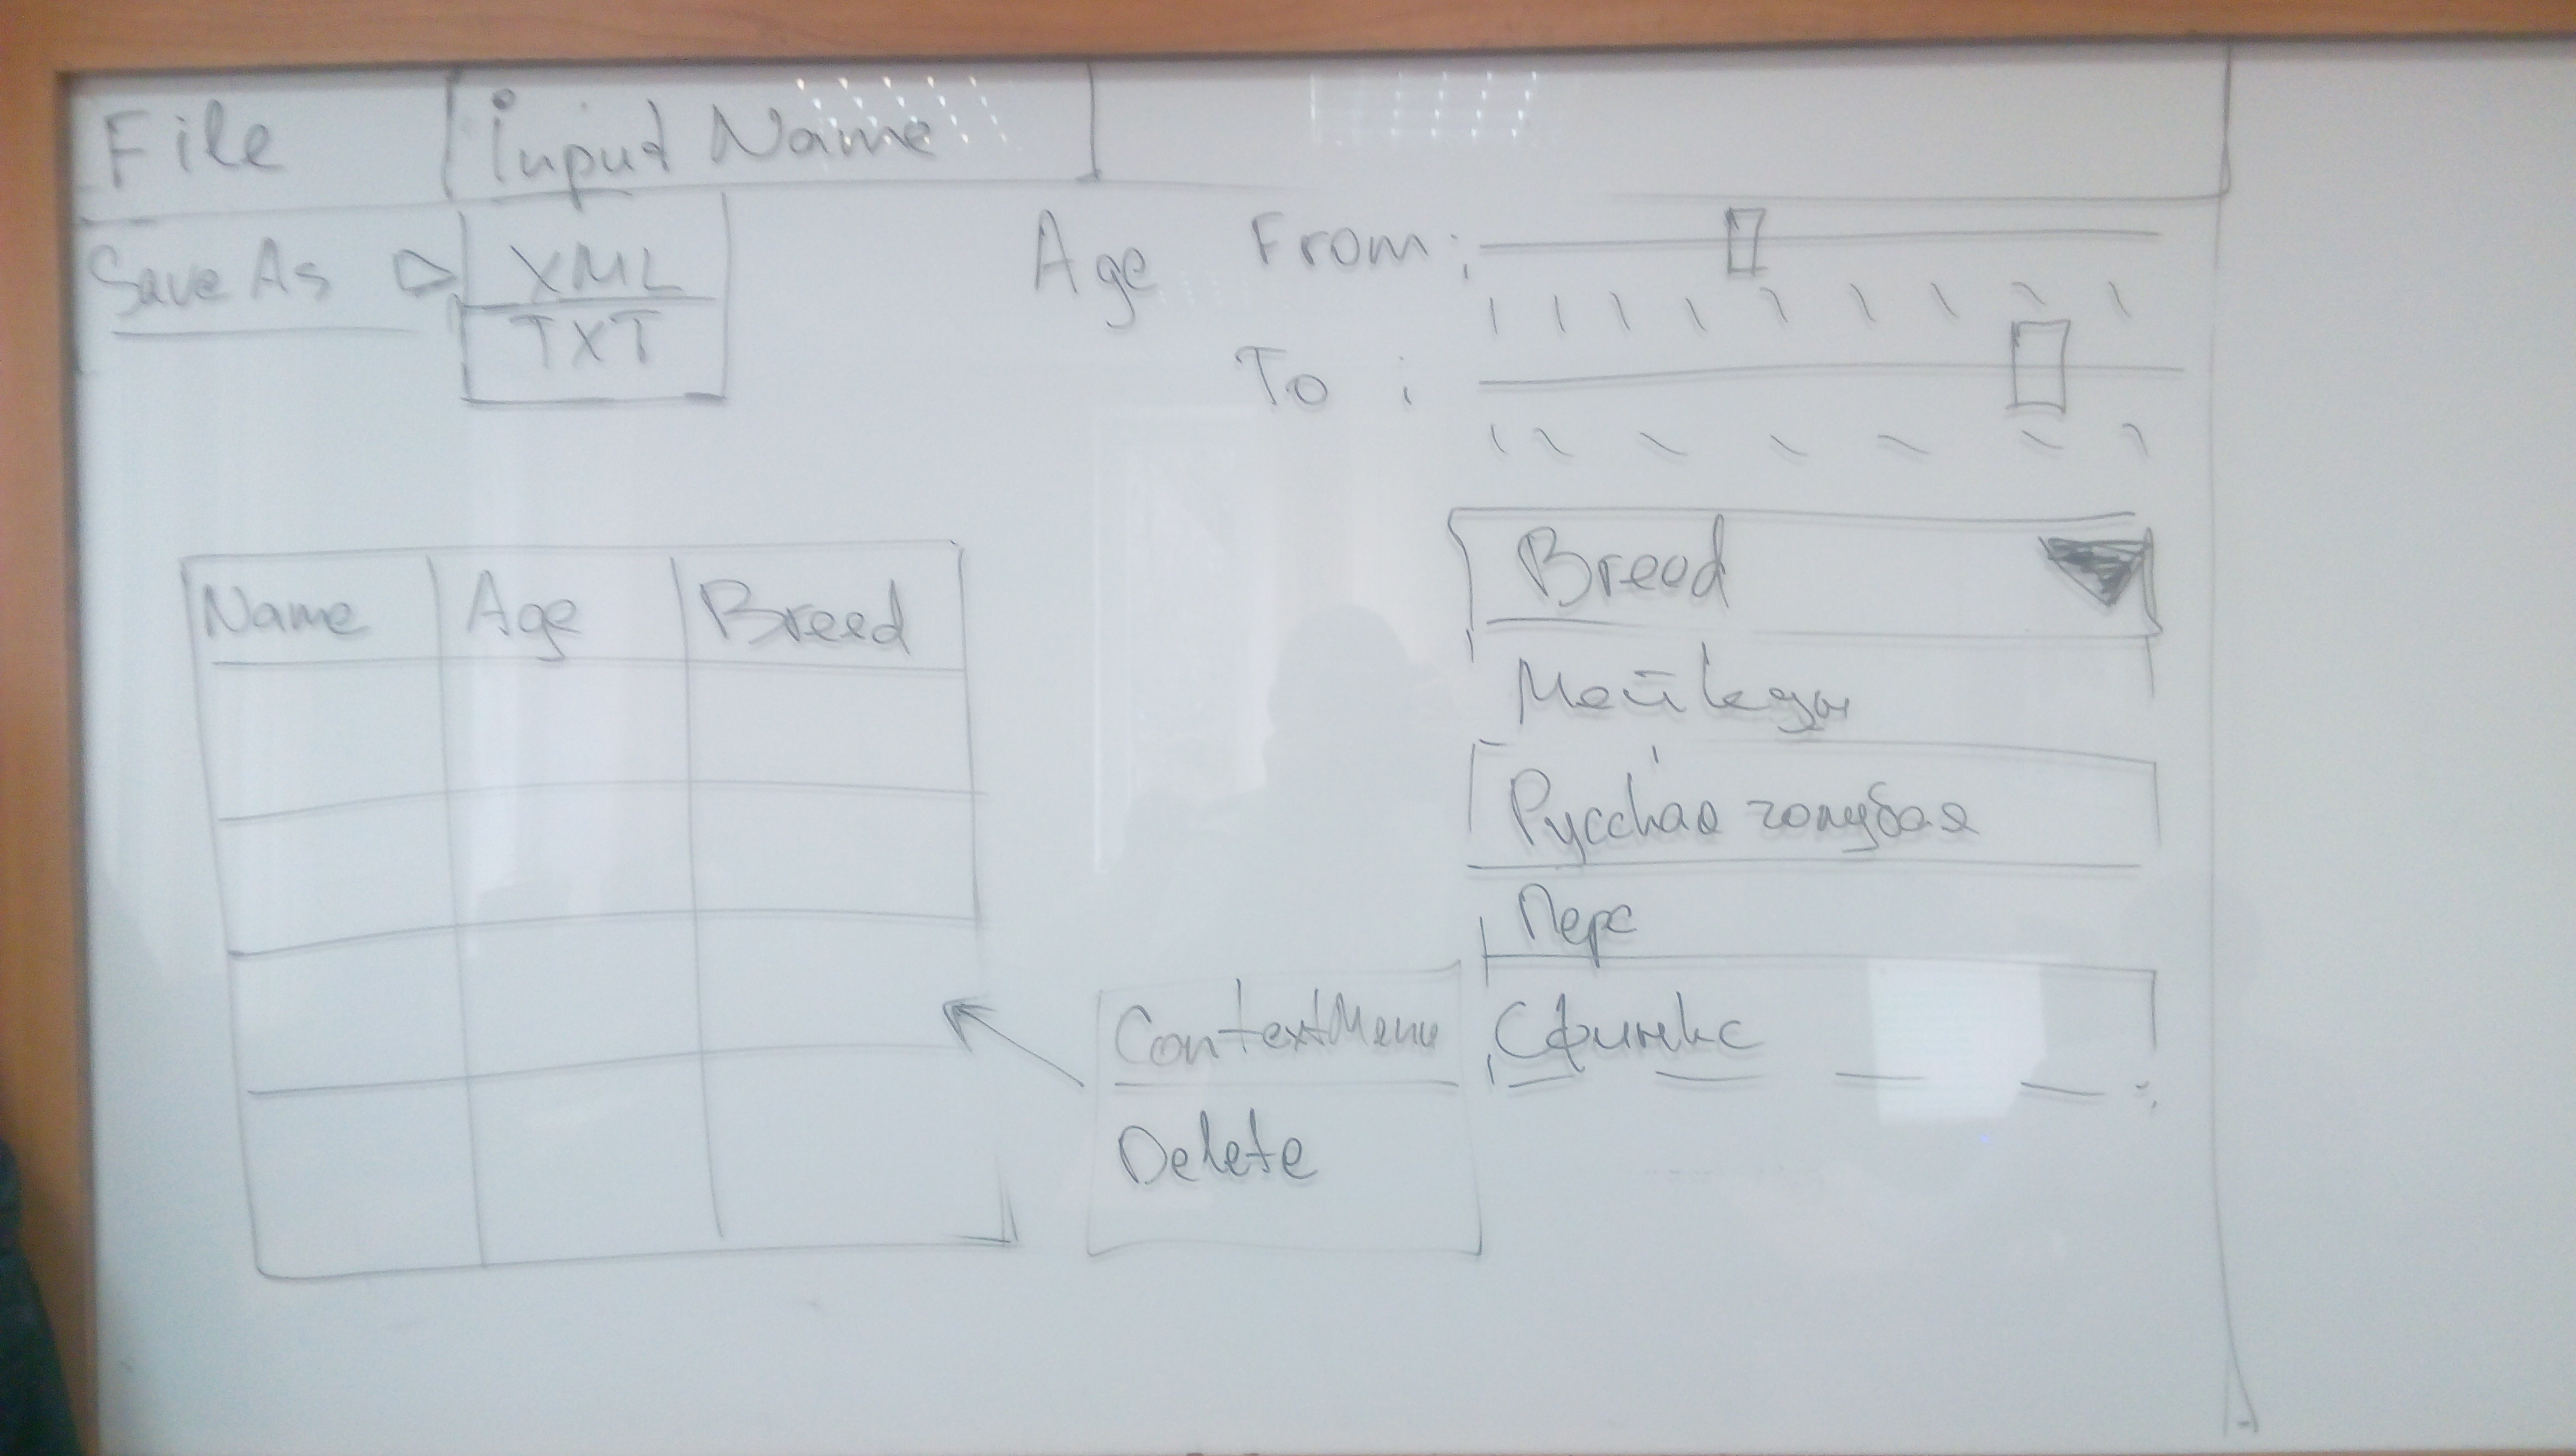 File
Input Name
Save As
XML
TXT
Age From:
To :
Name Age Breed
Breed
Мейкун
Русская голубая
Перс
Сфинкс
ContextMenu
Delete